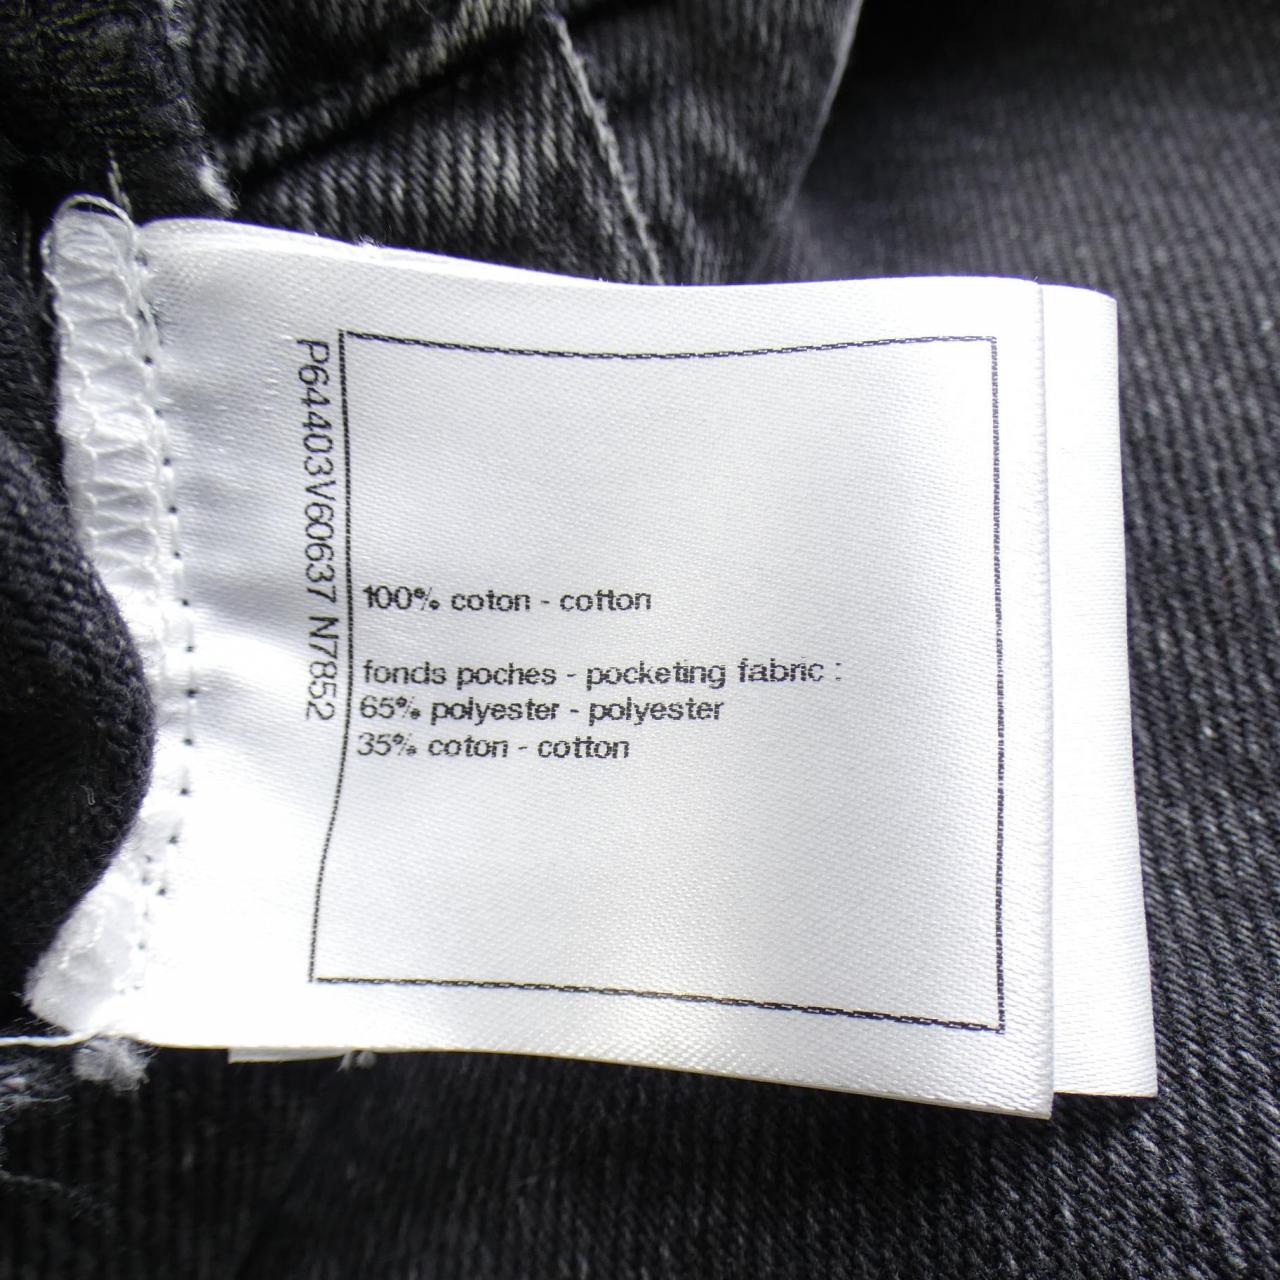 P64403V60637 N7852
100% coton - cotton
fonds poches - pocketing fabric :
65% polyester - polyester
35% coton - cotton